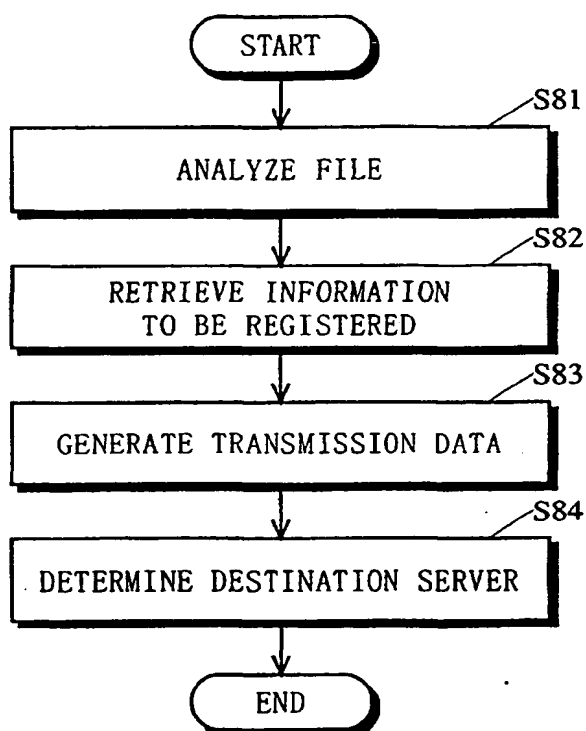 START
S81
ANALYZE FILE
S82
RETRIEVE INFORMATION
TO BE REGISTERED
S83
GENERATE TRANSMISSION DATA
S84
DETERMINE DESTINATION SERVER
END